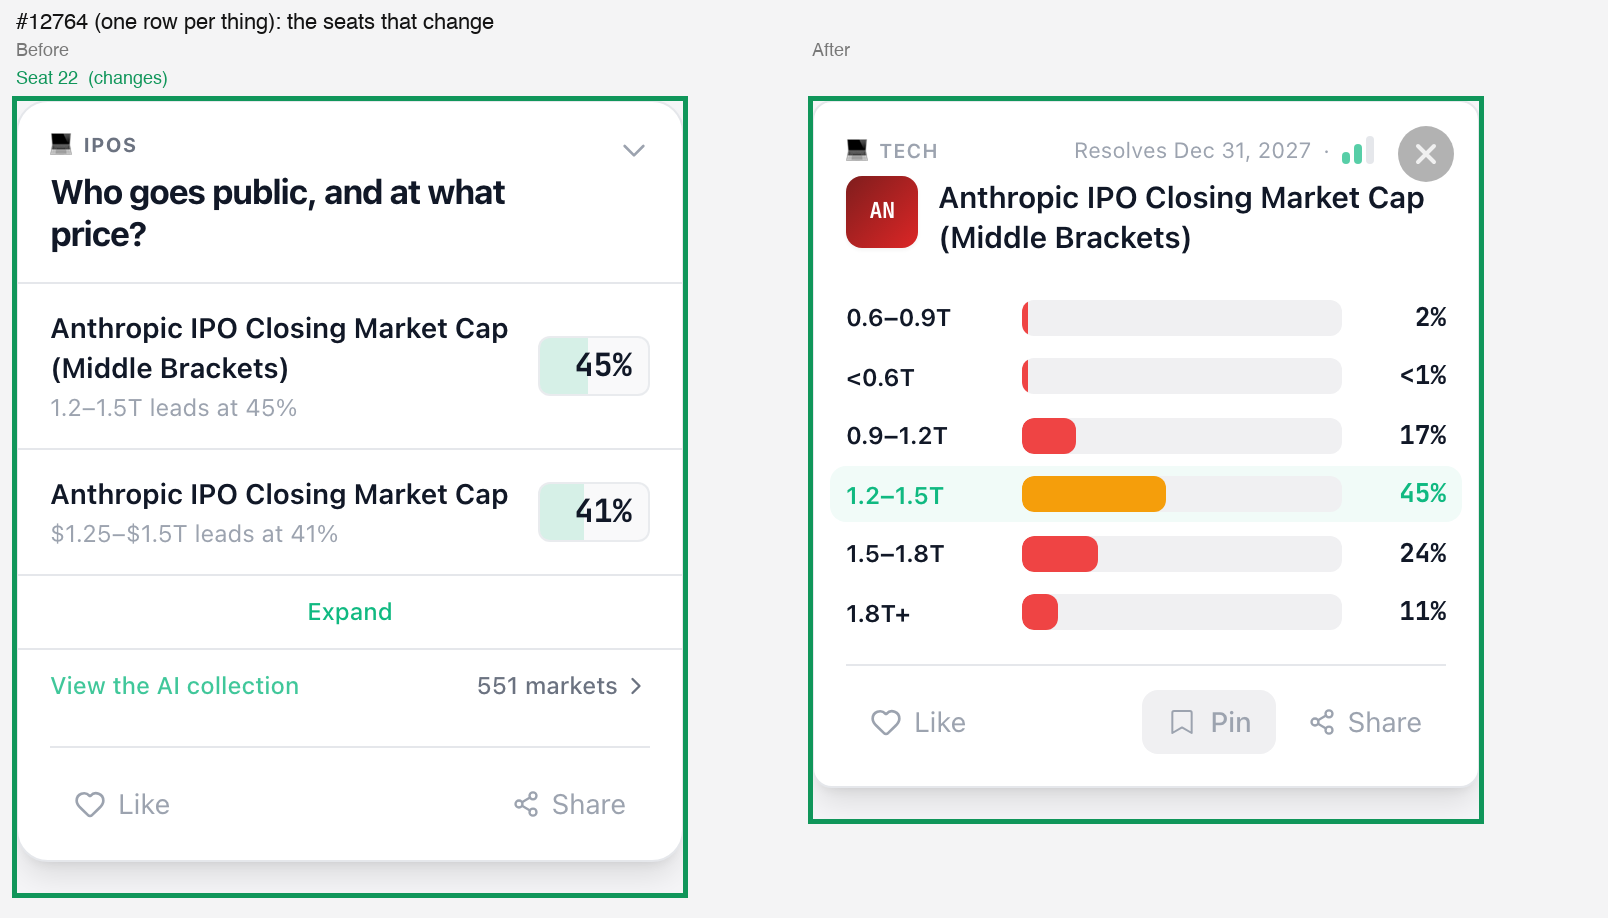 #12764 (one row per thing): the seats that change
Before
After
Seat 22 (changes)
IPOS
Who goes public, and at what
price?
Anthropic IPO Closing Market Cap
(Middle Brackets)
1.2–1.5T leads at 45%
45%
Anthropic IPO Closing Market Cap
$1.25–$1.5T leads at 41%
41%
Expand
View the AI collection
551 markets
Like
Share
TECH
Resolves Dec 31, 2027 ·
AN
Anthropic IPO Closing Market Cap
(Middle Brackets)
0.6–0.9T 2%
<0.6T <1%
0.9–1.2T 17%
1.2–1.5T 45%
1.5–1.8T 24%
1.8T+ 11%
Like
Pin
Share